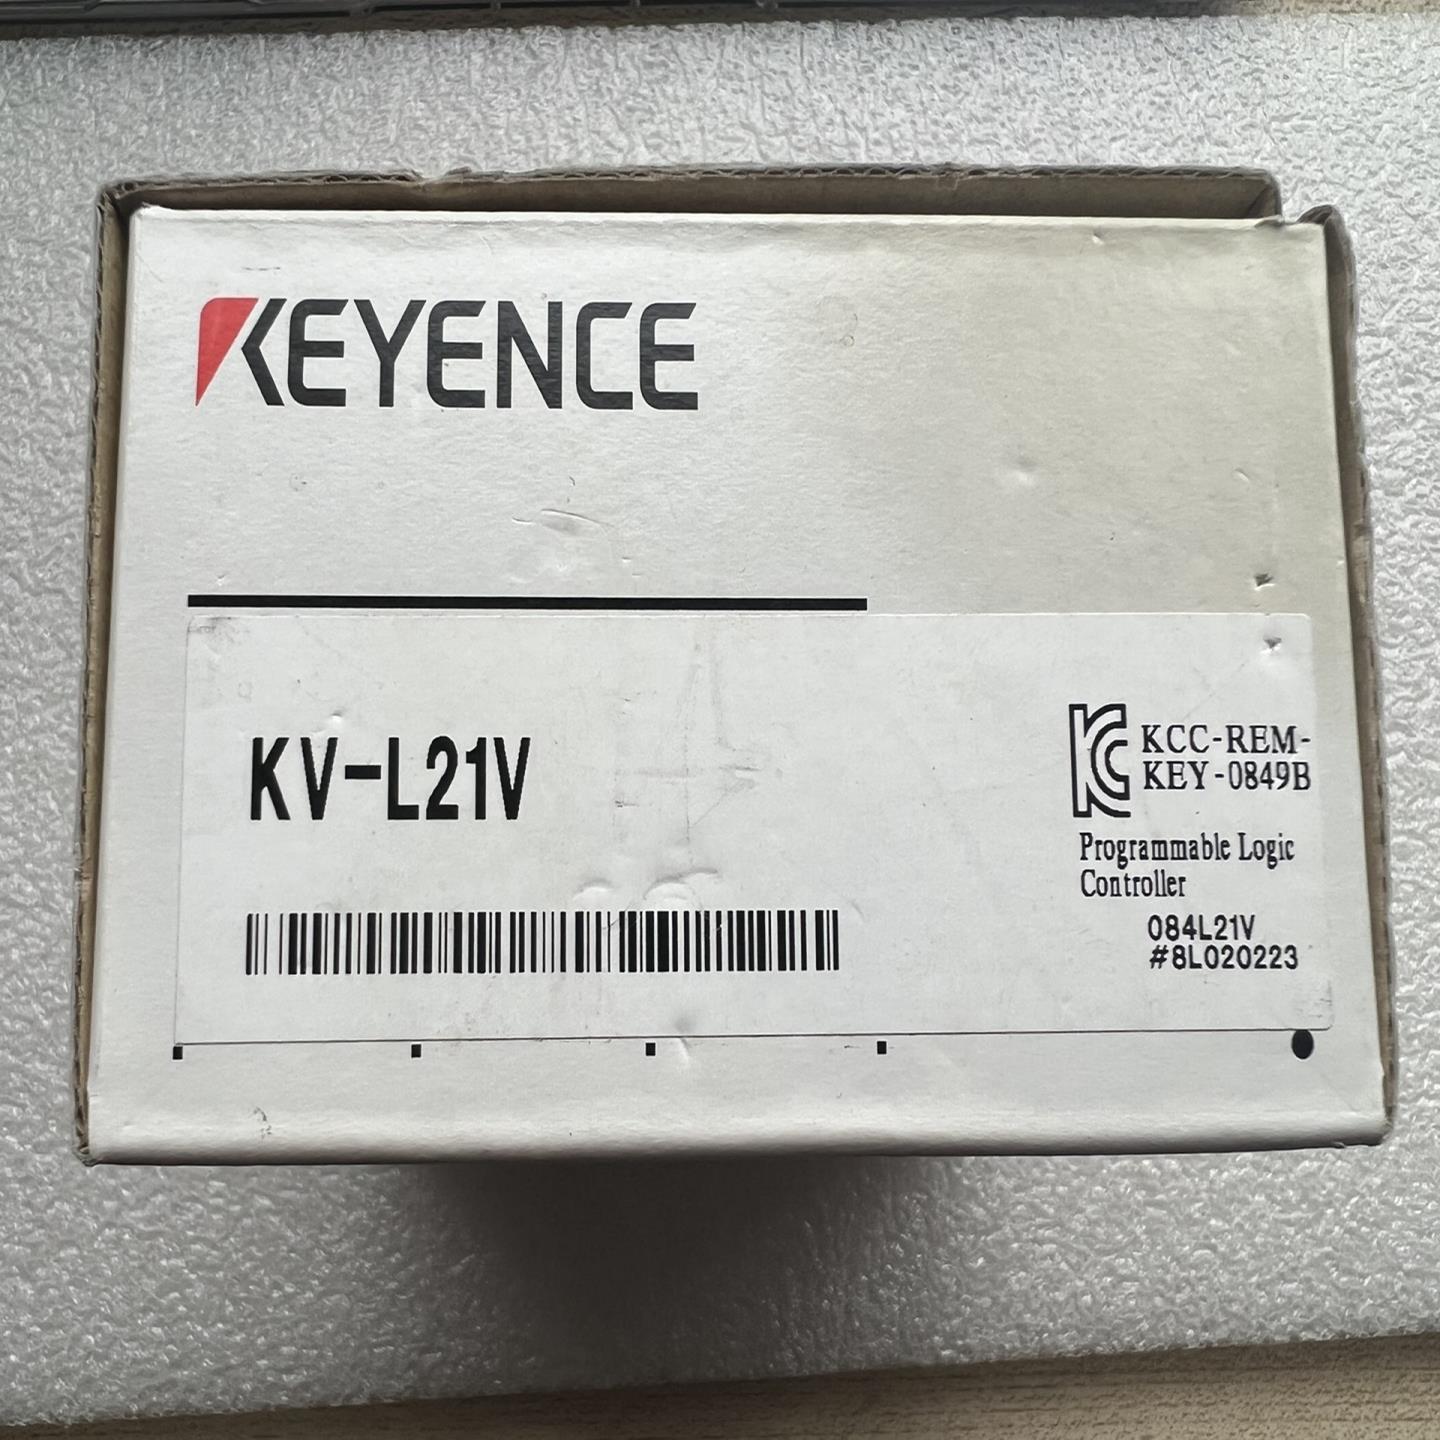 KEYENCE
KV-L21V
KCC-REM-
KEY-0849B
Programmable Logic
Controller
084L21V
#8L020223